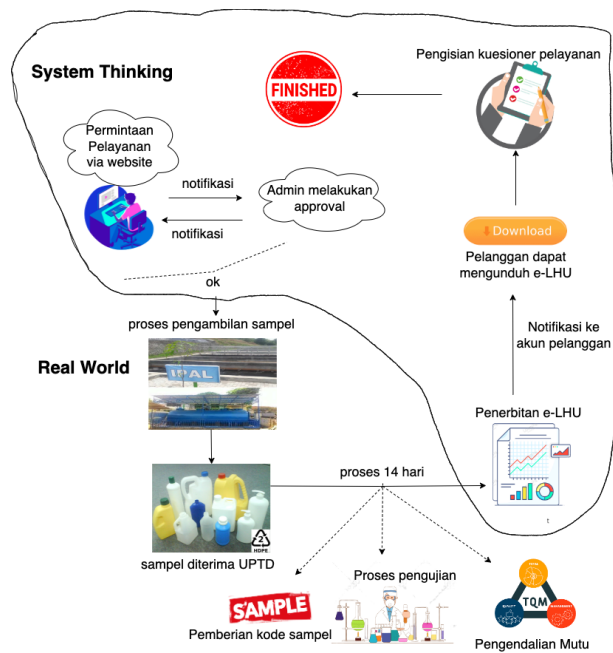 System Thinking
Permintaan
Pelayanan
via website
notifikasi
notifikasi
Admin melakukan
approval
ok
FINISHED
Pengisian kuesioner pelayanan
Download
Pelanggan dapat
mengunduh e-LHU
Notifikasi ke
akun pelanggan
Penerbitan e-LHU
t
proses pengambilan sampel
Real World
IPAL
proses 14 hari
2
HDPE
sampel diterima UPTD
SAMPLE
Pemberian kode sampel
Proses pengujian
TQM
Pengendalian Mutu